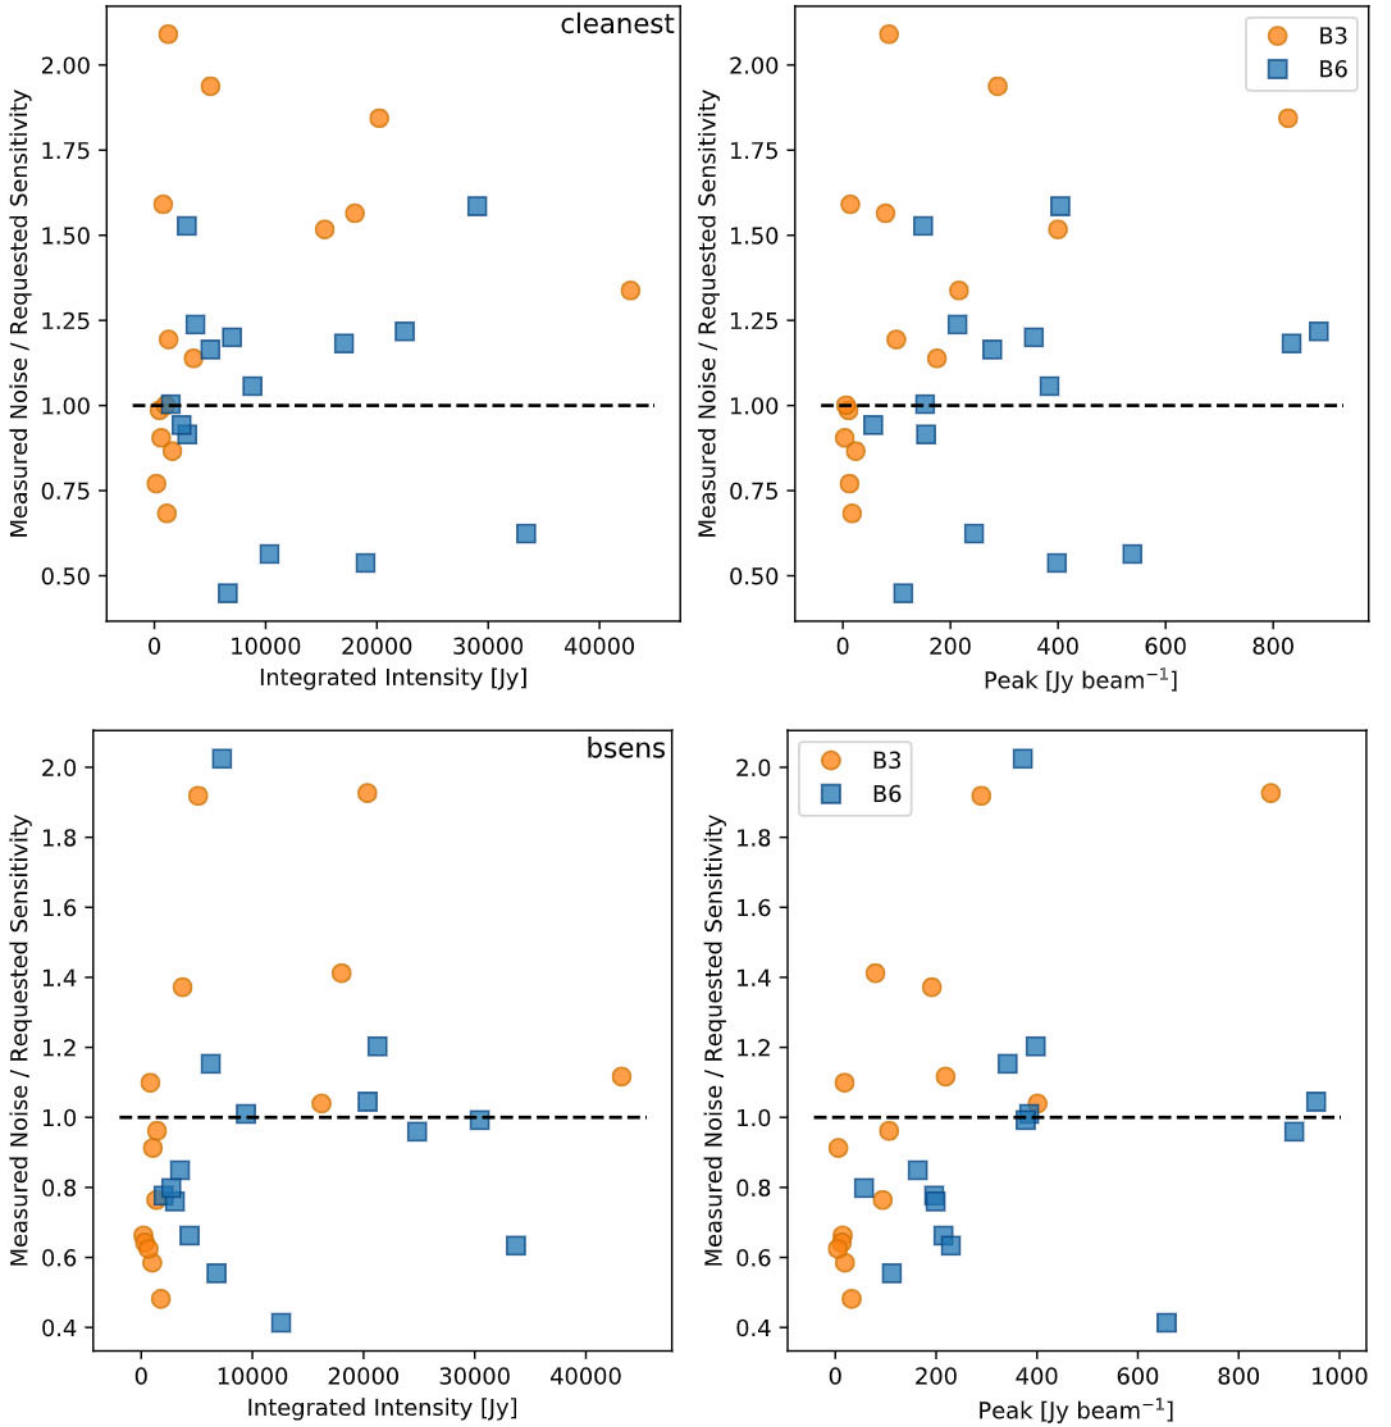 cleanest
Measured Noise / Requested Sensitivity
2.00
1.75
1.50
1.25
1.00
0.75
0.50
0 10000 20000 30000 40000
Integrated Intensity [Jy]
B3
B6
Measured Noise / Requested Sensitivity
2.00
1.75
1.50
1.25
1.00
0.75
0.50
0 200 400 600 800
Peak [Jy beam⁻¹]
bsens
Measured Noise / Requested Sensitivity
2.0
1.8
1.6
1.4
1.2
1.0
0.8
0.6
0.4
0 10000 20000 30000 40000
Integrated Intensity [Jy]
B3
B6
Measured Noise / Requested Sensitivity
2.0
1.8
1.6
1.4
1.2
1.0
0.8
0.6
0.4
0 200 400 600 800 1000
Peak [Jy beam⁻¹]